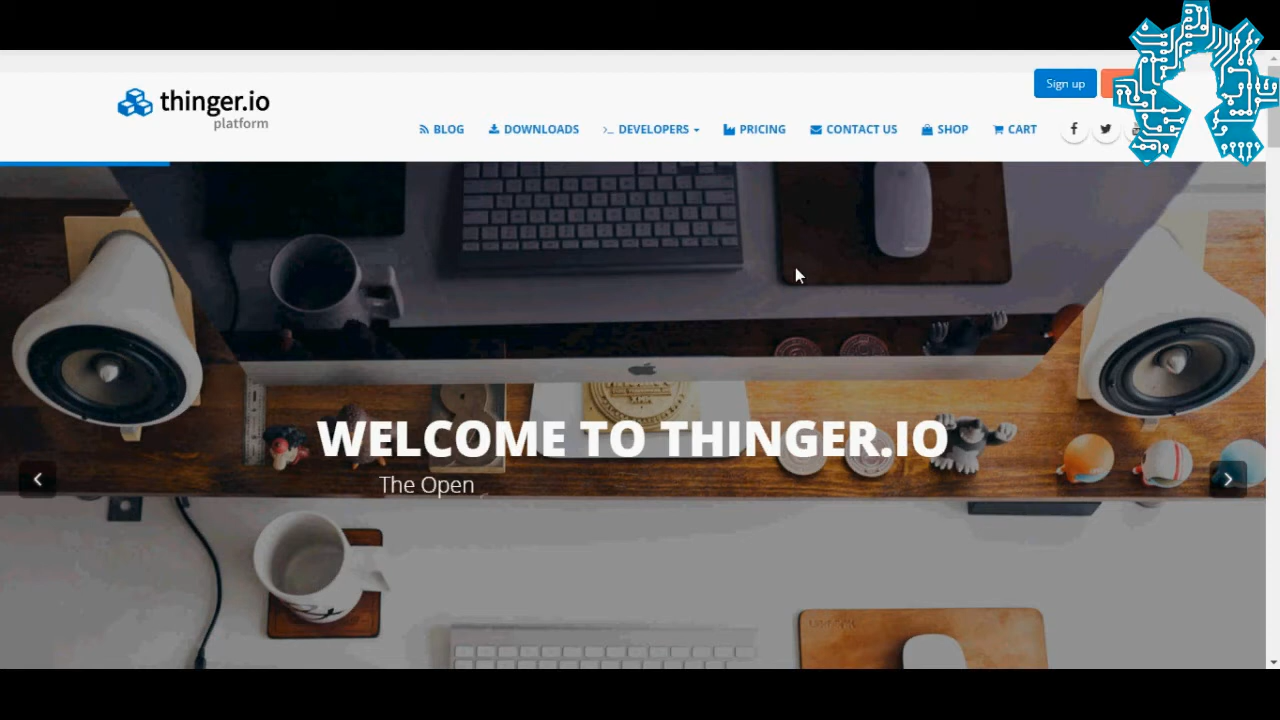 Sign up
thinger.io
platform
BLOG DOWNLOADS DEVELOPERS PRICING CONTACT US SHOP CART
WELCOME TO THINGER.IO
The Open